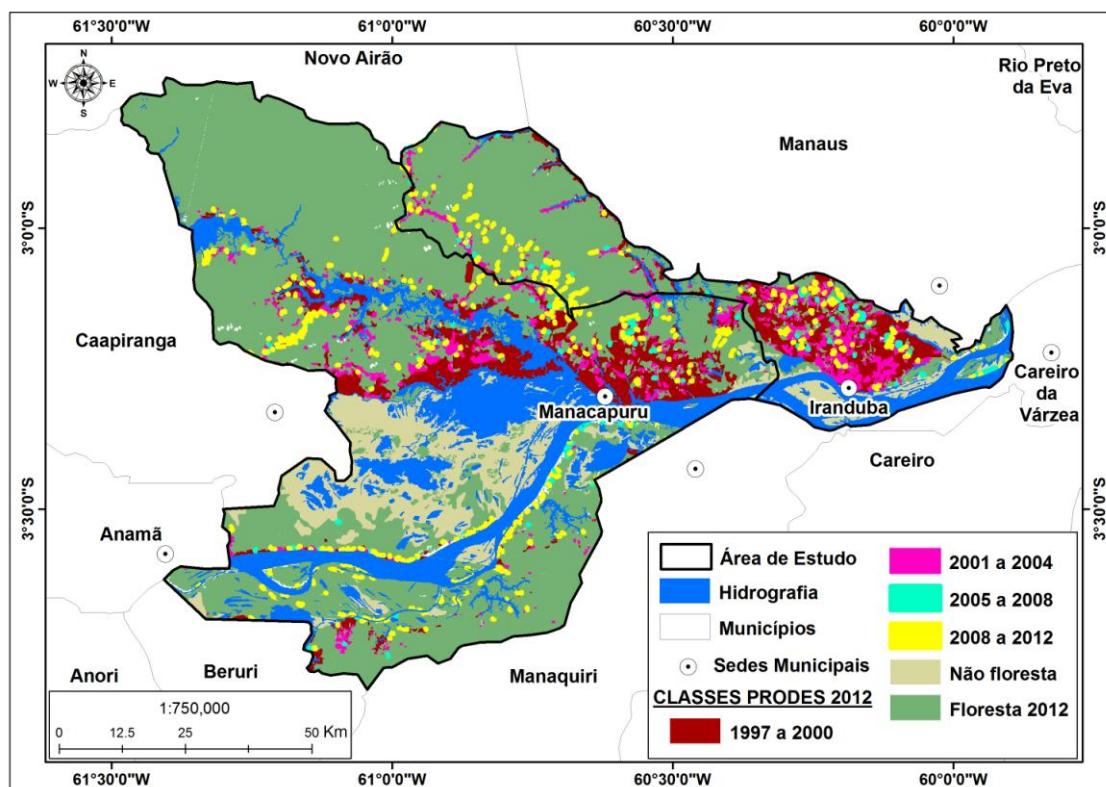 61°30'0"W
61°0'0"W
60°30'0"W
60°0'0"W
Novo Airão
Rio Preto
da Eva
N
W
E
S
Manaus
3°0'0"S
3°0'0"S
Caapiranga
Manacapuru
Iranduba
Careiro
da
Várzea
Careiro
3°30'0"S
3°30'0"S
Anamã
Anori
Beruri
Manaquiri
1:750,000
0 12.5 25 50 Km
Área de Estudo
Hidrografia
Municípios
Sedes Municipais
CLASSES PRODES 2012
1997 a 2000
2001 a 2004
2005 a 2008
2008 a 2012
Não floresta
Floresta 2012
61°30'0"W
61°0'0"W
60°30'0"W
60°0'0"W